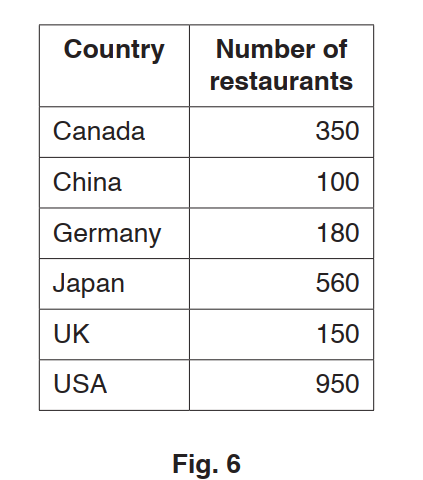 Country Number of
restaurants
Canada 350
China 100
Germany 180
Japan 560
UK 150
USA 950
Fig. 6